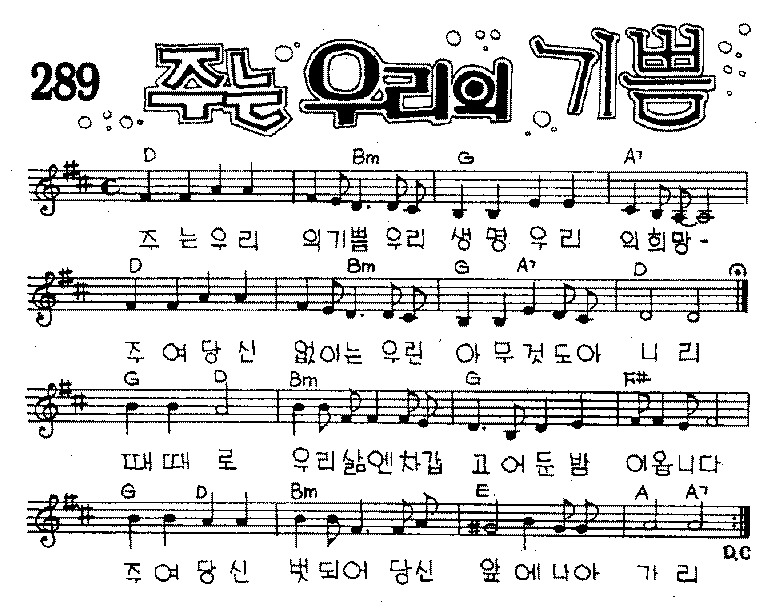 289 주는 우리의 기쁨
D Bm G A7
주 는 우 리 의 기 쁨 우 리 생 명 우 리 의 희 망 -
D Bm G A7 D
주 여 당 신 없 이 는 우 린 아 무 것 도 아 니 리
G D Bm G F#
때 때 로 우 리 삶 엔 차 갑 고 어 둔 밤 이 옵 니 다
G D Bm E A A7
D.C
주 여 당 신 벗 되 어 당 신 앞 에 나 아 가 리